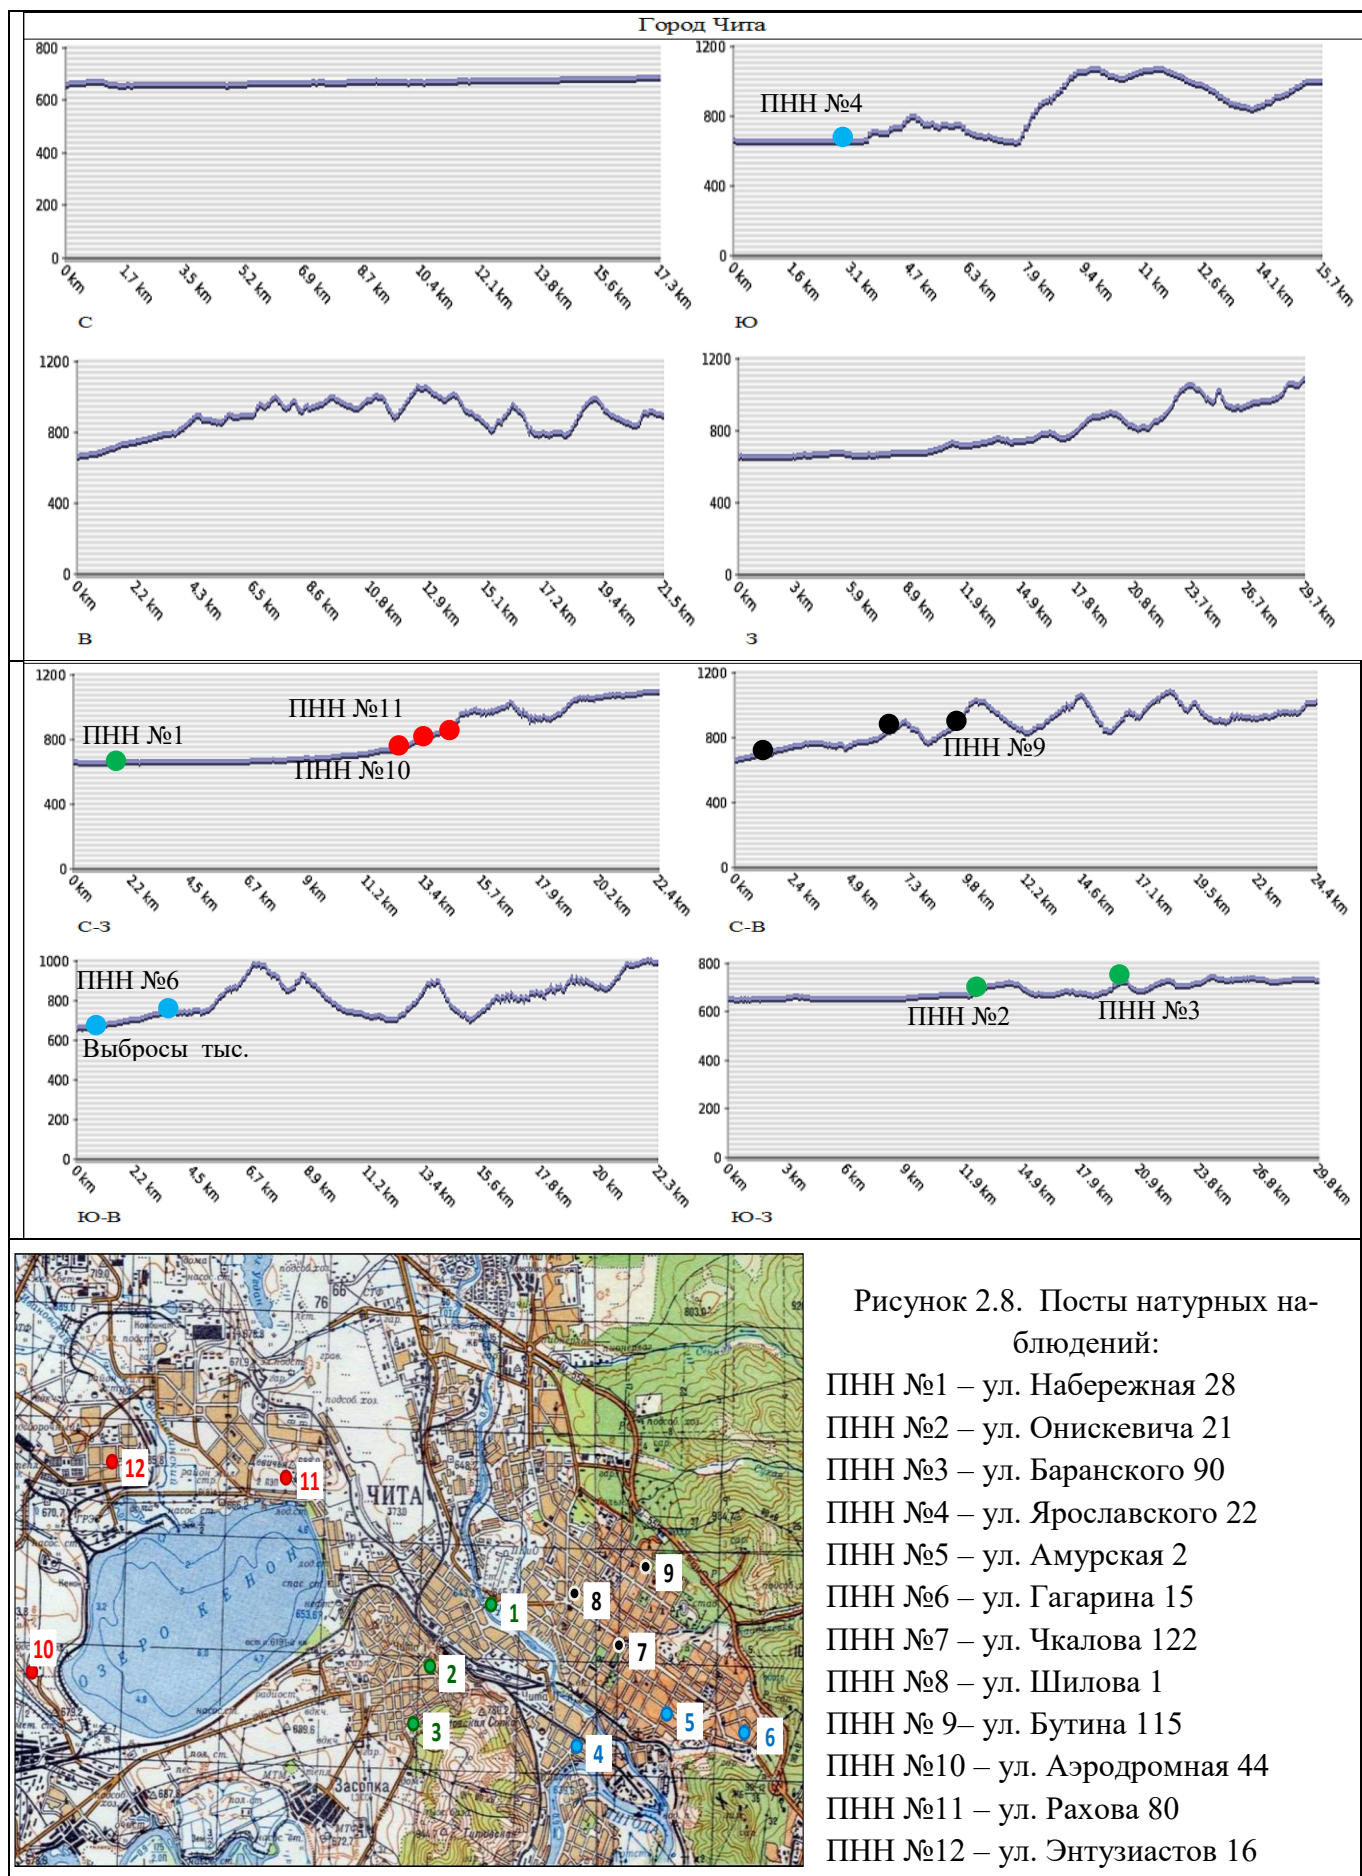 Город Чита
800
600
400
200
0
0 km
1.7 km
3.5 km
5.2 km
6.9 km
8.7 km
10.4 km
12.1 km
13.8 km
15.6 km
17.3 km
С
1200
800
400
0
ПНН №4
0 km
1.6 km
3.1 km
4.7 km
6.3 km
7.9 km
9.4 km
11 km
12.6 km
14.1 km
15.7 km
Ю
1200
800
400
0
0 km
2.2 km
4.3 km
6.5 km
8.6 km
10.8 km
12.9 km
15.1 km
17.2 km
19.4 km
21.5 km
В
1200
800
400
0
0 km
3 km
5.9 km
8.9 km
11.9 km
14.9 km
17.8 km
20.8 km
23.7 km
26.7 km
29.7 km
З
1200
800
400
0
ПНН №1
ПНН №11
ПНН №10
0 km
2.2 km
4.5 km
6.7 km
9 km
11.2 km
13.4 km
15.7 km
17.9 km
20.2 km
22.4 km
С-З
1200
800
400
0
ПНН №9
0 km
2.4 km
4.9 km
7.3 km
9.8 km
12.2 km
14.6 km
17.1 km
19.5 km
22 km
24.4 km
С-В
1000
800
600
400
200
0
ПНН №6
Выбросы тыс.
0 km
2.2 km
4.5 km
6.7 km
8.9 km
11.2 km
13.4 km
15.6 km
17.8 km
20 km
22.3 km
Ю-В
800
600
400
200
0
ПНН №2
ПНН №3
0 km
3 km
6 km
9 km
11.9 km
14.9 km
17.9 km
20.9 km
23.8 km
26.8 km
29.8 km
Ю-З
ЧИТА
ОЗЕРО КЕНОН
Засопка
12
11
10
9
8
7
1
2
3
4
5
6
Рисунок 2.8. Посты натурных на-
блюдений:
ПНН №1 – ул. Набережная 28
ПНН №2 – ул. Онискевича 21
ПНН №3 – ул. Баранского 90
ПНН №4 – ул. Ярославского 22
ПНН №5 – ул. Амурская 2
ПНН №6 – ул. Гагарина 15
ПНН №7 – ул. Чкалова 122
ПНН №8 – ул. Шилова 1
ПНН № 9– ул. Бутина 115
ПНН №10 – ул. Аэродромная 44
ПНН №11 – ул. Рахова 80
ПНН №12 – ул. Энтузиастов 16